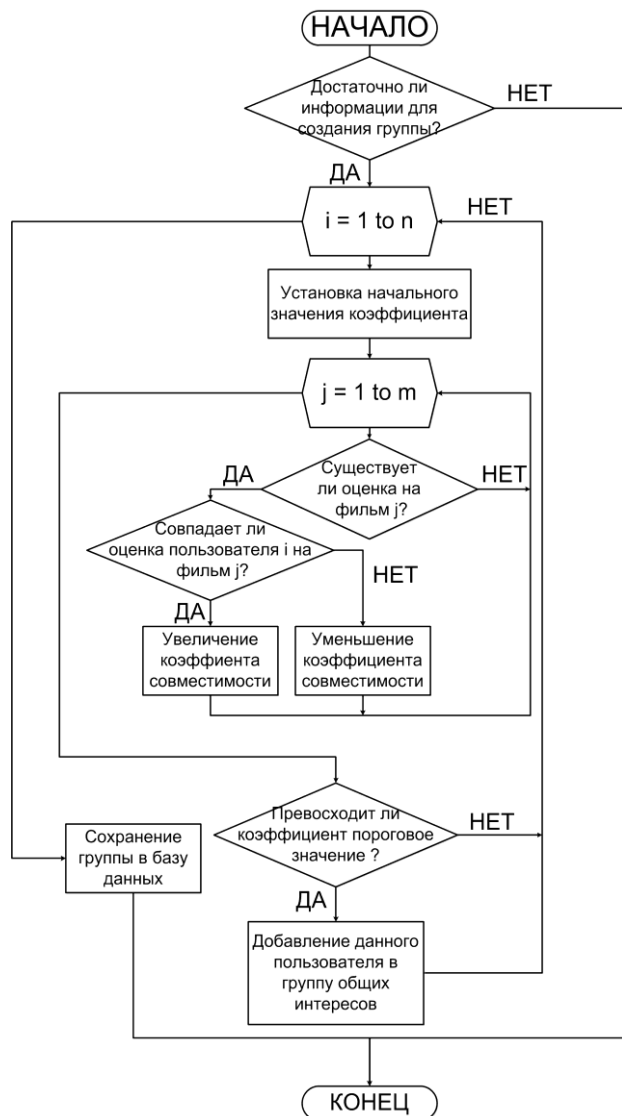 НАЧАЛО
Достаточно ли
информации для
создания группы?
НЕТ
ДА
i = 1 to n
НЕТ
Установка начального
значения коэффициента
j = 1 to m
Существует
ли оценка на
фильм j?
ДА
НЕТ
Совпадает ли
оценка пользователя i на
фильм j?
НЕТ
ДА
Увеличение
коэффиента
совместимости
Уменьшение
коэффициента
совместимости
Превосходит ли
коэффициент пороговое
значение ?
НЕТ
Сохранение
группы в базу
данных
ДА
Добавление данного
пользователя в
группу общих
интересов
КОНЕЦ